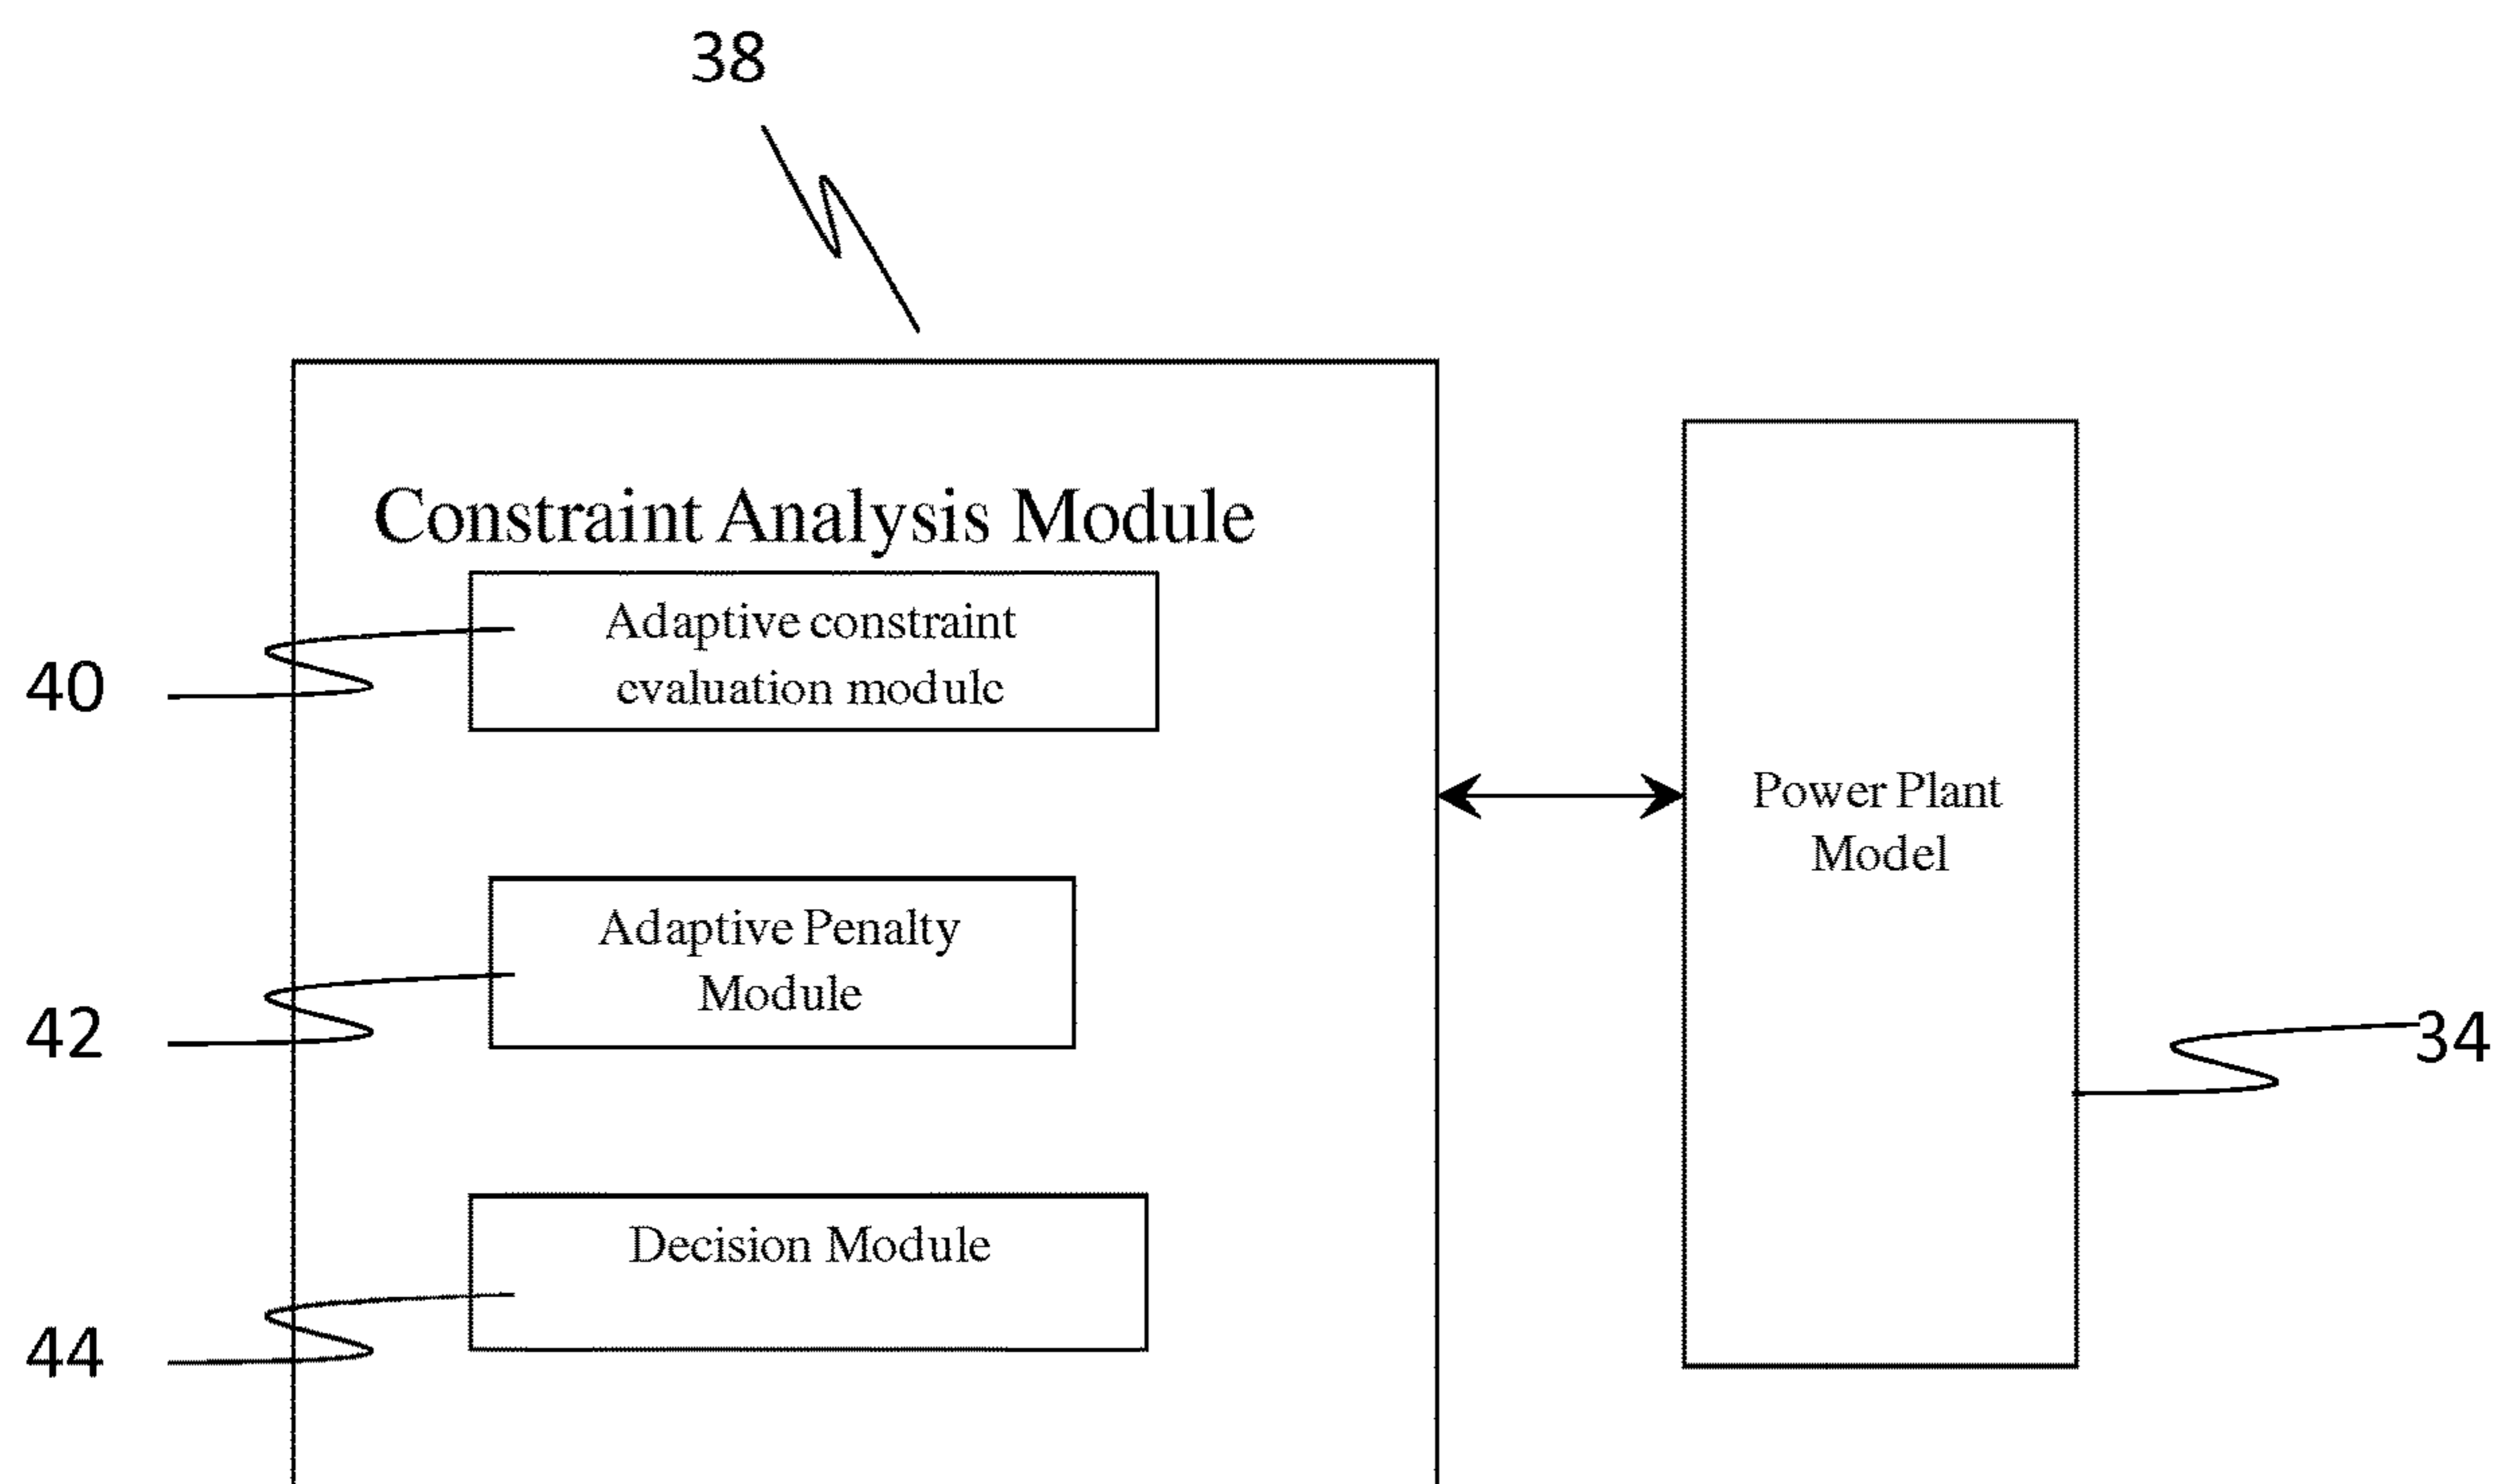 38
Constraint Analysis Module
Adaptive constraint
evaluation module
40
Power Plant
Model
Adaptive Penalty
Module
42
34
Decision Module
44